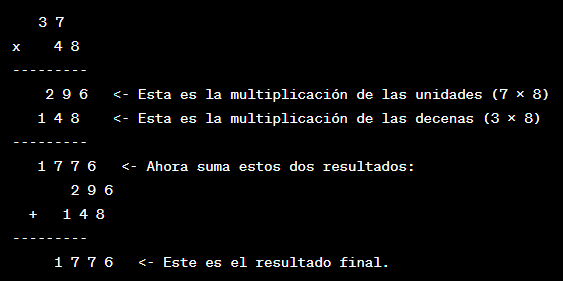 3 7
x 4 8
---------
2 9 6 <- Esta es la multiplicación de las unidades (7 × 8)
1 4 8 <- Esta es la multiplicación de las decenas (3 × 8)
---------
1 7 7 6 <- Ahora suma estos dos resultados:
2 9 6
+ 1 4 8
---------
1 7 7 6 <- Este es el resultado final.